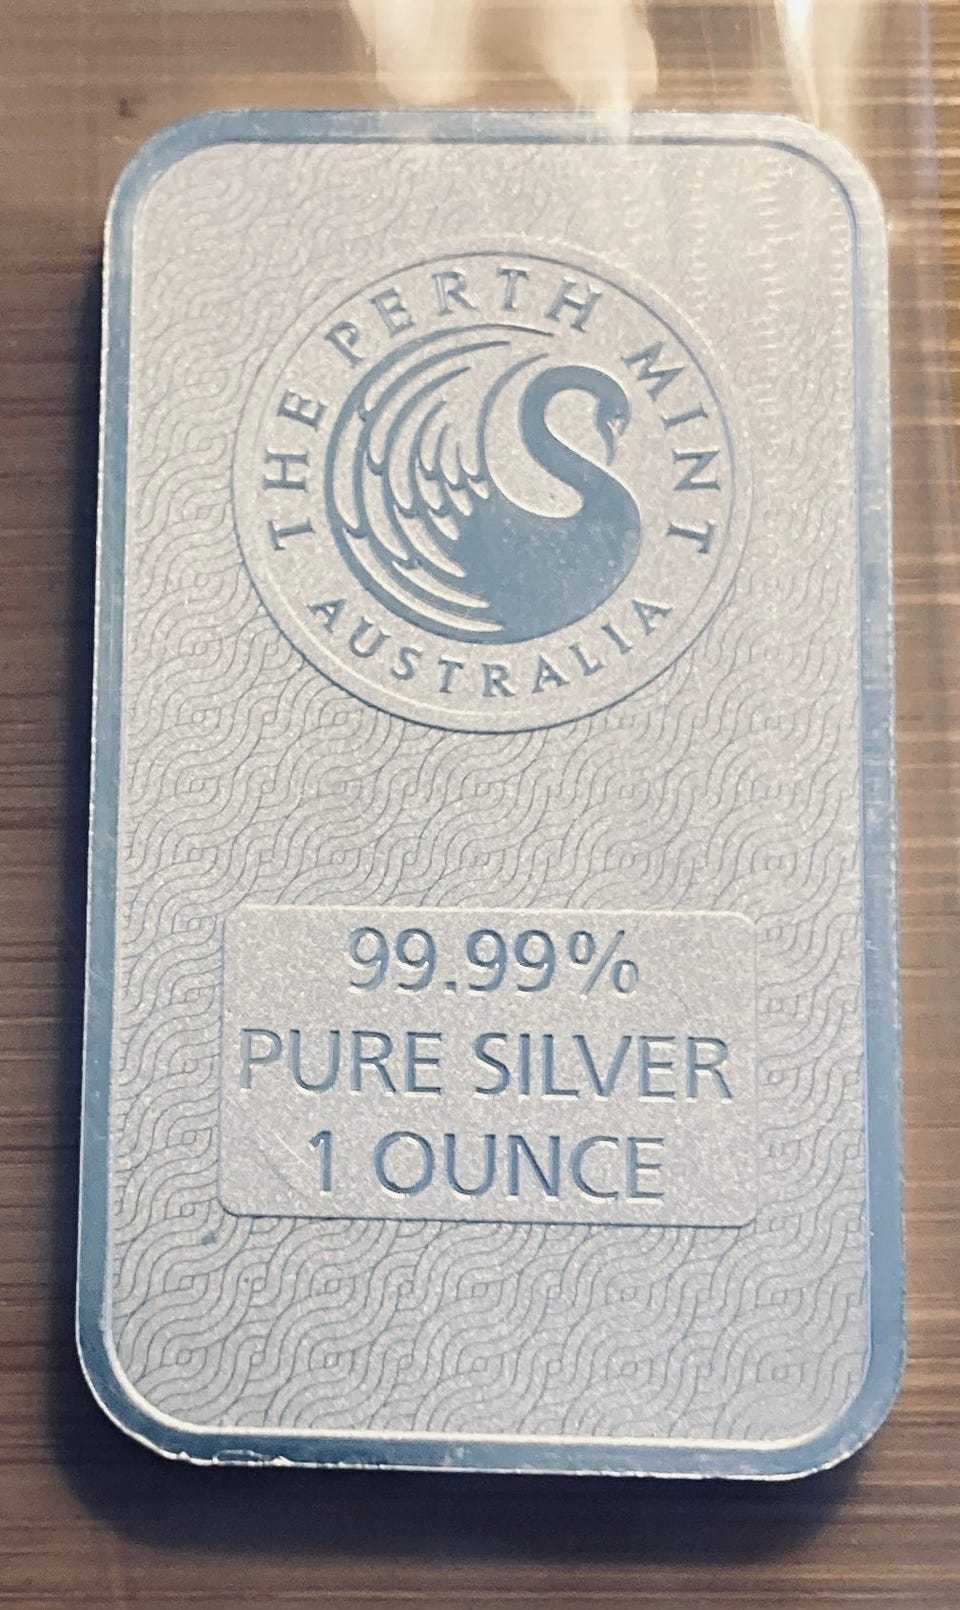 THE PERTH MINT
AUSTRALIA
99.99%
PURE SILVER
1 OUNCE